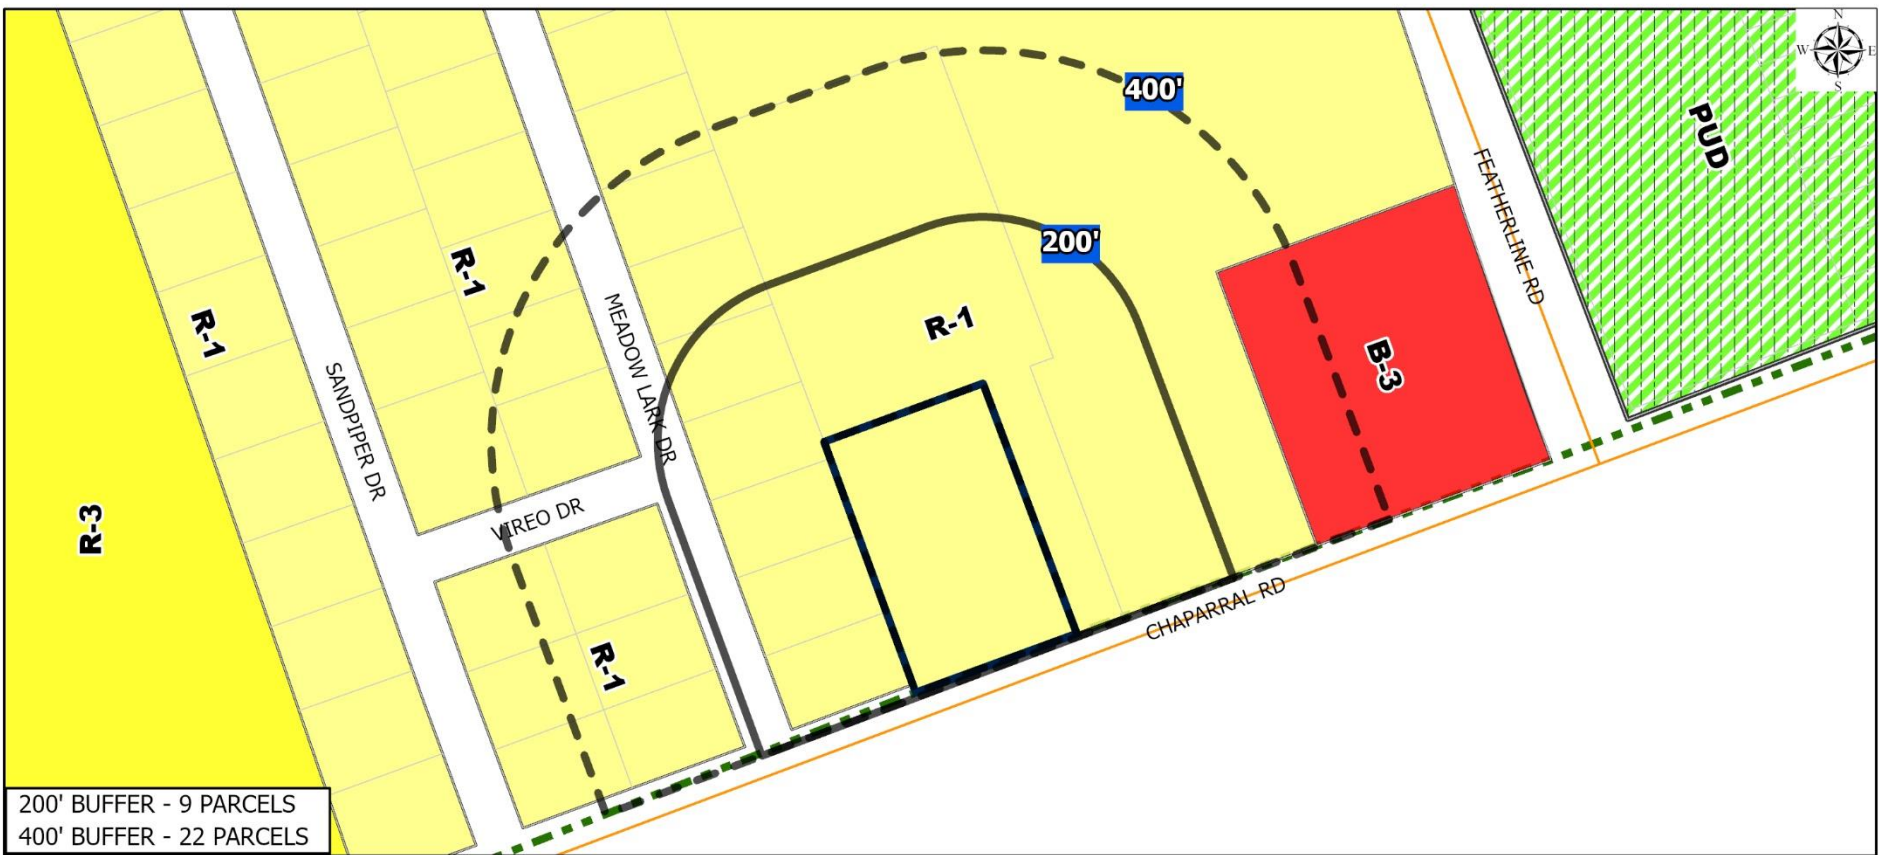 N
W E
S
400'
PUD
FEATHERLINE RD
200'
R-1
R-1
R-1
MEADOW LARK DR
B-3
SANDPIPER DR
R-3
VIREO DR
CHAPARRAL RD
R-1
200' BUFFER - 9 PARCELS
400' BUFFER - 22 PARCELS